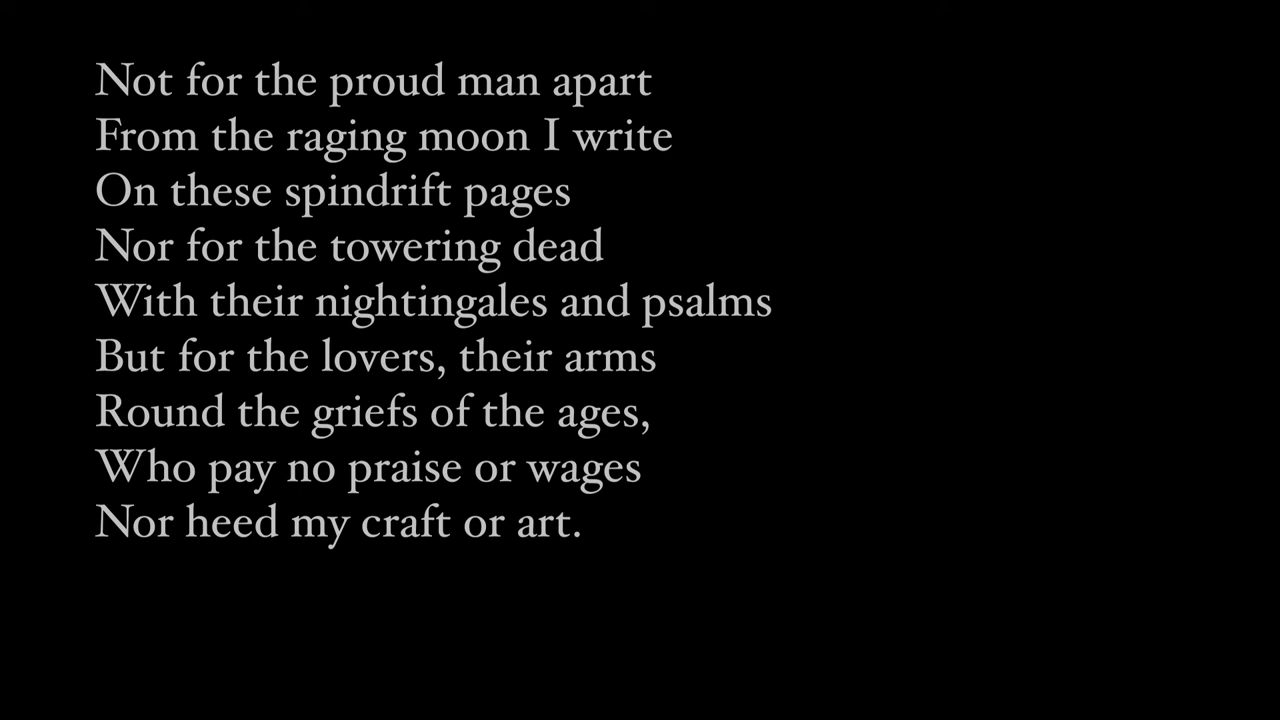 Not for the proud man apart
From the raging moon I write
On these spindrift pages
Nor for the towering dead
With their nightingales and psalms
But for the lovers, their arms
Round the griefs of the ages,
Who pay no praise or wages
Nor heed my craft or art.